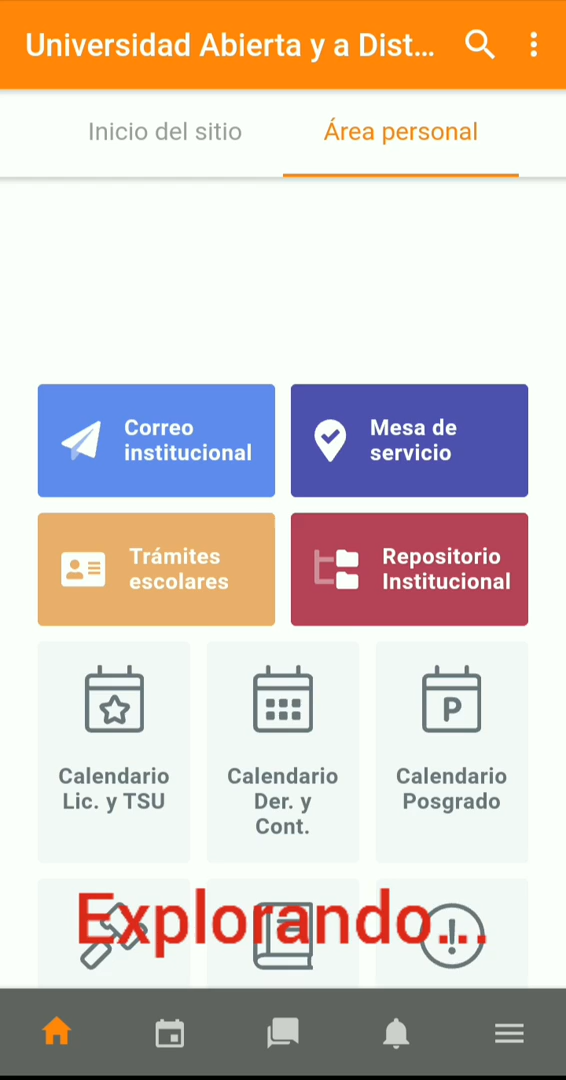 Universidad Abierta y a Dist...
Inicio del sitio
Área personal
Correo
institucional
Mesa de
servicio
Trámites
escolares
Repositorio
Institucional
Calendario
Lic. y TSU
Calendario
Der. y
Cont.
P
Calendario
Posgrado
Explorando...